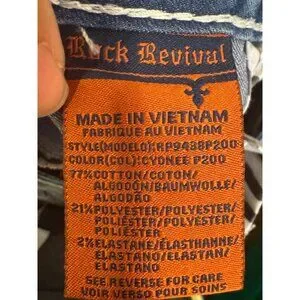 Rock Revival
MADE IN VIETNAM
FABRIQUE AU VIETNAM
STYLE(MODELO):RP9438P200
COLOR(COL):CYDNEE P200
77%COTTON/COTON/
ALGODÓN/BAUMWOLLE/
ALGODÃO
21%POLYESTER/POLYESTER/
POLIÉSTER/POLYESTER/
POLIÉSTER
2%ELASTANE/ÉLASTHANNE/
ELASTANO/ELASTAN/
ELASTANO
SEE REVERSE FOR CARE
VOIR VERSO POUR SOINS